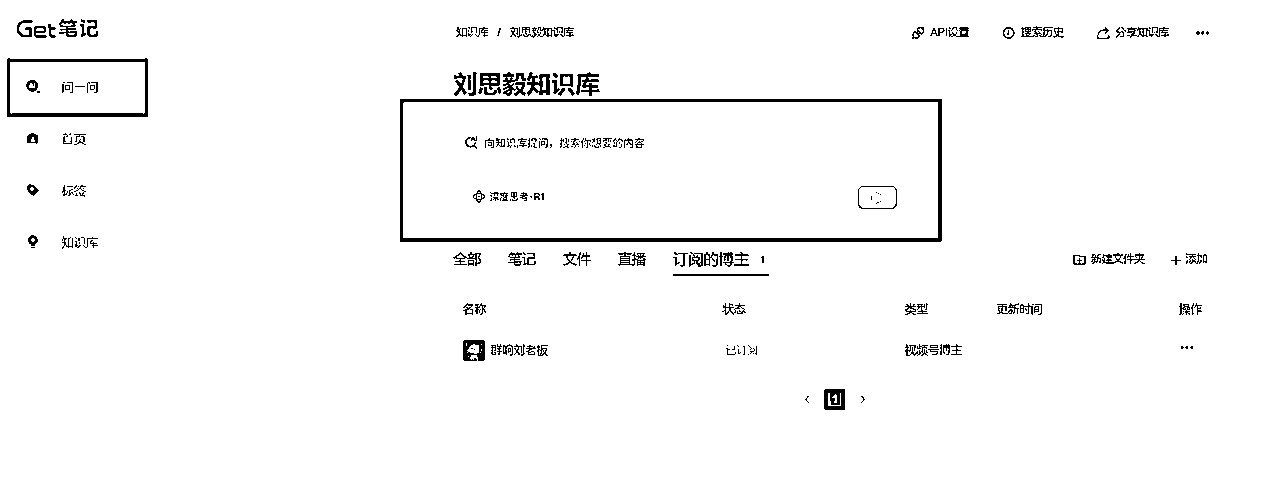 Get笔记
问一问
首页
标签
知识库
知识库 / 刘思毅知识库
API设置
搜索历史
分享知识库
刘思毅知识库
向知识库提问，搜索你想要的内容
深度思考·R1
全部 笔记 文件 直播 订阅的博主 1
新建文件夹
添加
名称 状态 类型 更新时间 操作
群响刘老板 已订阅 视频号博主
1